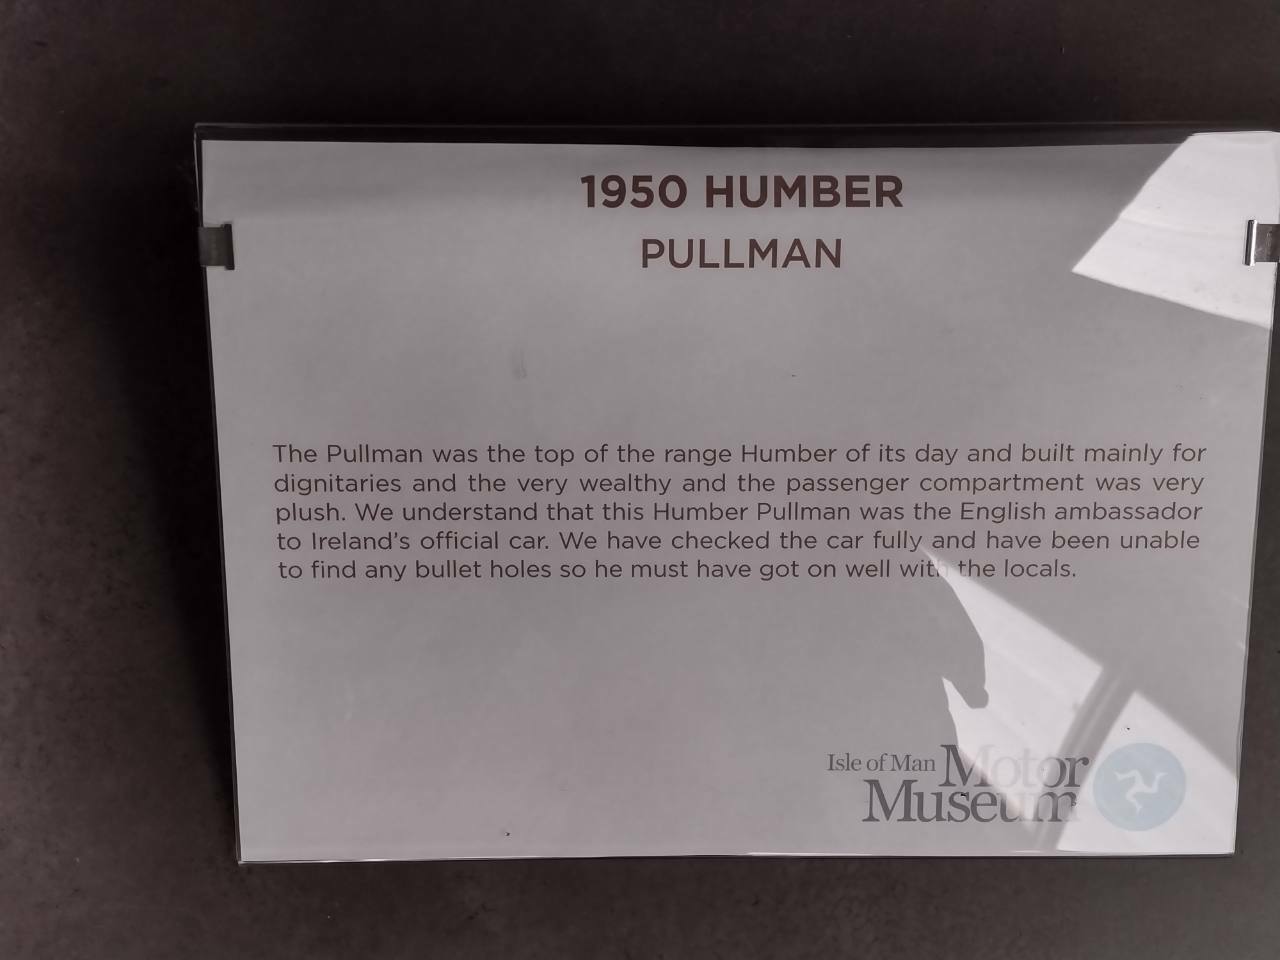 1950 HUMBER
PULLMAN
The Pullman was the top of the range Humber of its day and built mainly for
dignitaries and the very wealthy and the passenger compartment was very
plush. We understand that this Humber Pullman was the English ambassador
to Ireland's official car. We have checked the car fully and have been unable
to find any bullet holes so he must have got on well with the locals.
Isle of Man Motor
Museum